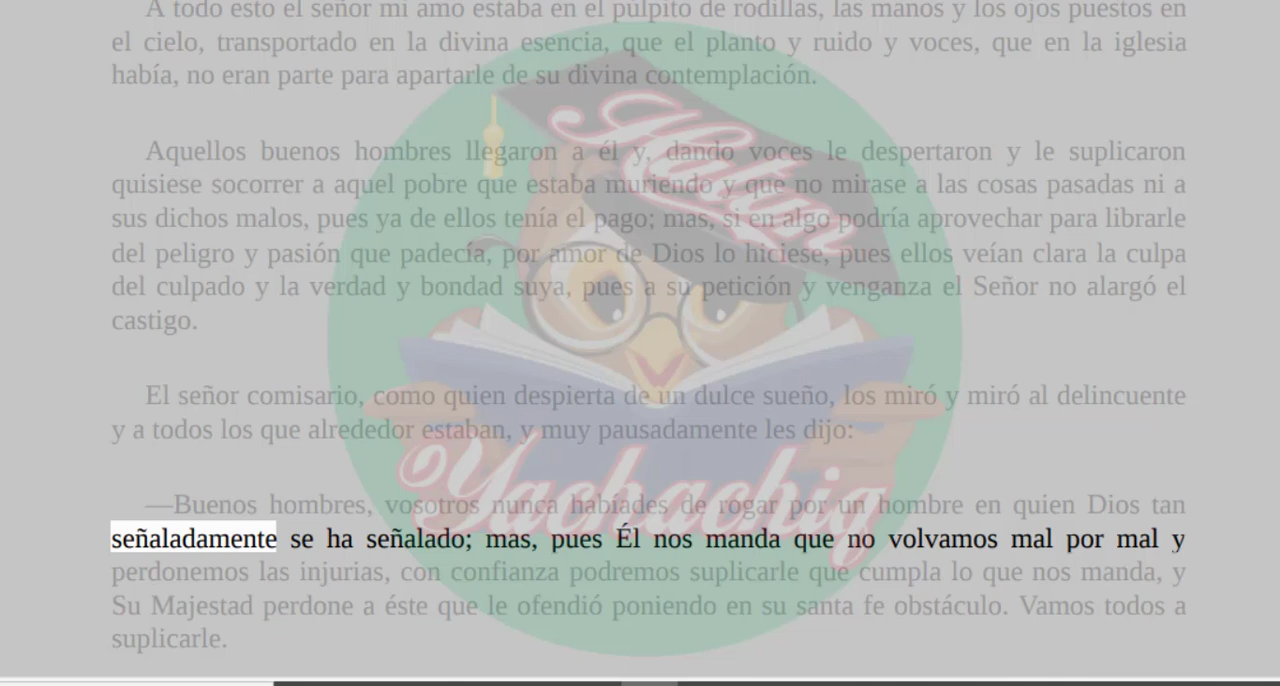 A todo esto el señor mi amo estaba en el púlpito de rodillas, las manos y los ojos puestos en
el cielo, transportado en la divina esencia, que el planto y ruido y voces, que en la iglesia
había, no eran parte para apartarle de su divina contemplación.
Aquellos buenos hombres llegaron a él y, dando voces le despertaron y le suplicaron
quisiese socorrer a aquel pobre que estaba muriendo y que no mirase a las cosas pasadas ni a
sus dichos malos, pues ya de ellos tenía el pago; mas, si en algo podría aprovechar para librarle
del peligro y pasión que padecía, por amor de Dios lo hiciese, pues ellos veían clara la culpa
del culpado y la verdad y bondad suya, pues a su petición y venganza el Señor no alargó el
castigo.
El señor comisario, como quien despierta de un dulce sueño, los miró y miró al delincuente
y a todos los que alrededor estaban, y muy pausadamente les dijo:
—Buenos hombres, vosotros nunca habíades de rogar por un hombre en quien Dios tan
señaladamente se ha señalado; mas, pues Él nos manda que no volvamos mal por mal y
perdonemos las injurias, con confianza podremos suplicarle que cumpla lo que nos manda, y
Su Majestad perdone a éste que le ofendió poniendo en su santa fe obstáculo. Vamos todos a
suplicarle.
Hatun
Yachachiq